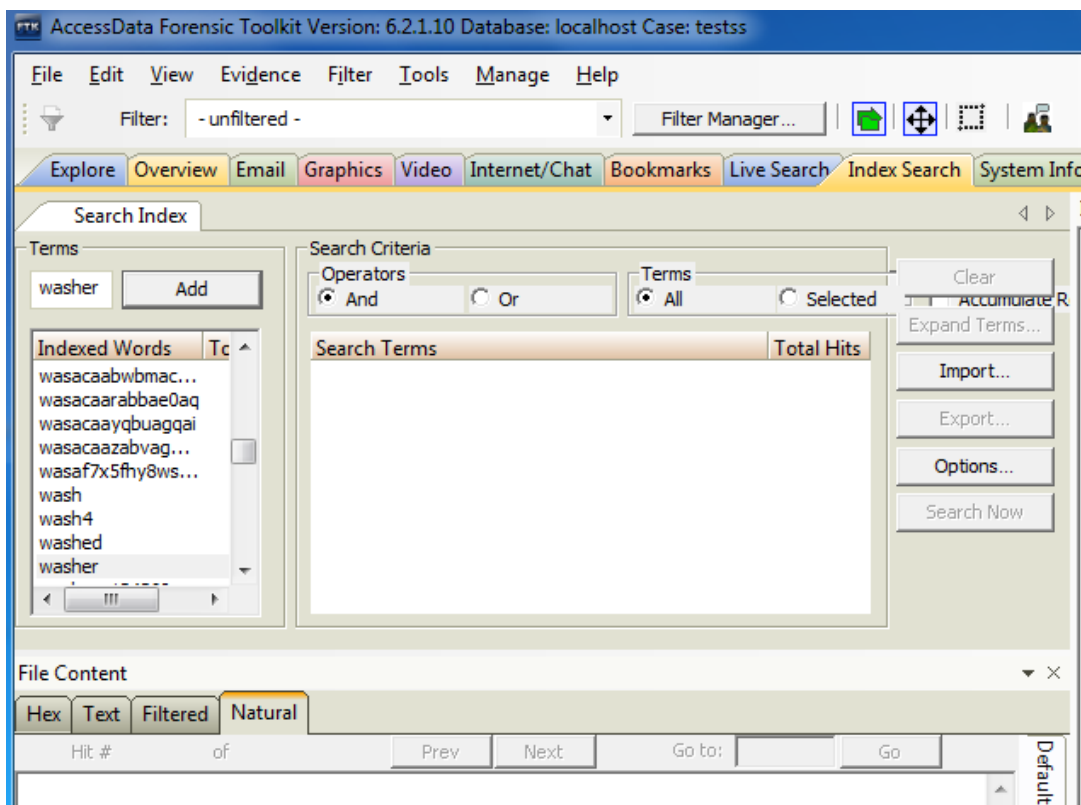 FTK AccessData Forensic Toolkit Version: 6.2.1.10 Database: localhost Case: testss
File Edit View Evidence Filter Tools Manage Help
Filter: - unfiltered - Filter Manager...
Explore Overview Email Graphics Video Internet/Chat Bookmarks Live Search Index Search System Info
Search Index
Terms
washer Add
Indexed Words
wasacaabwbmac...
wasacaarabbae0aq
wasacaayqbuagqai
wasacaazabvag...
wasaf7x5fhy8ws...
wash
wash4
washed
washer
Search Criteria
Operators
And Or
Terms
All Selected
Search Terms Total Hits
Clear
Accumulate R
Expand Terms...
Import...
Export...
Options...
Search Now
File Content
Hex Text Filtered Natural
Hit # of Prev Next Go to: Go
Default